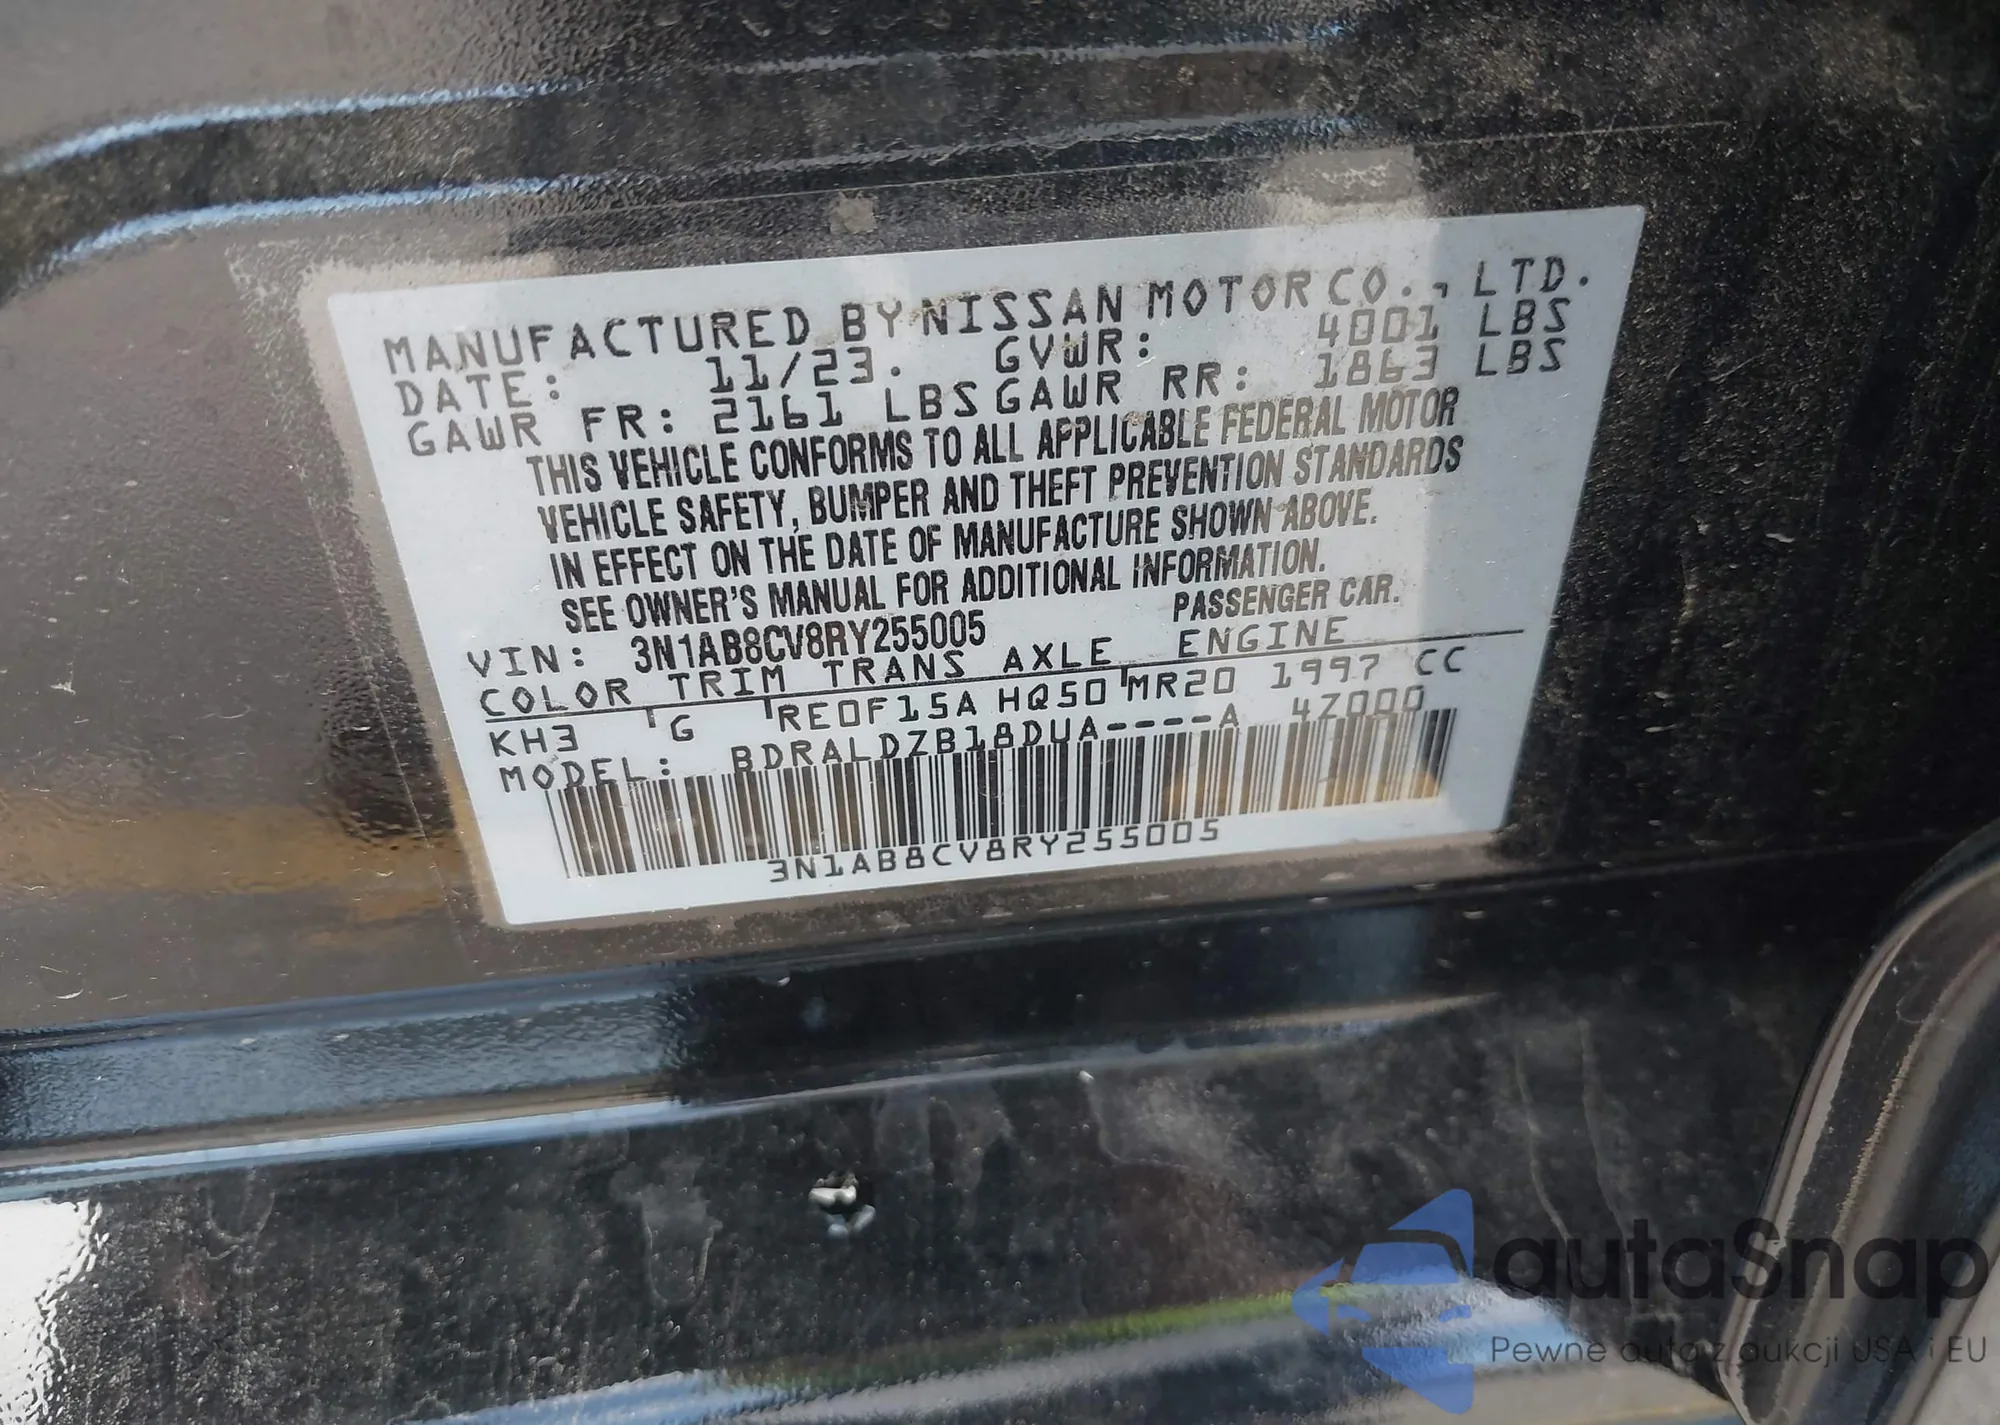 MANUFACTURED BY NISSAN MOTOR CO., LTD.
DATE: 11/23. GVWR: 4001 LBS
GAWR FR: 2161 LBS GAWR RR: 1863 LBS
THIS VEHICLE CONFORMS TO ALL APPLICABLE FEDERAL MOTOR
VEHICLE SAFETY, BUMPER AND THEFT PREVENTION STANDARDS
IN EFFECT ON THE DATE OF MANUFACTURE SHOWN ABOVE.
SEE OWNER'S MANUAL FOR ADDITIONAL INFORMATION.
VIN: 3N1AB8CV8RY255005 PASSENGER CAR.
COLOR TRIM TRANS AXLE ENGINE
KH3 G RE0F15A HQ50 MR20 1997 CC
MODEL: BDRALDZB18DUA----A 4Z000
3N1AB8CV8RY255005
autaSnap
Pewne auta z aukcji USA i EU